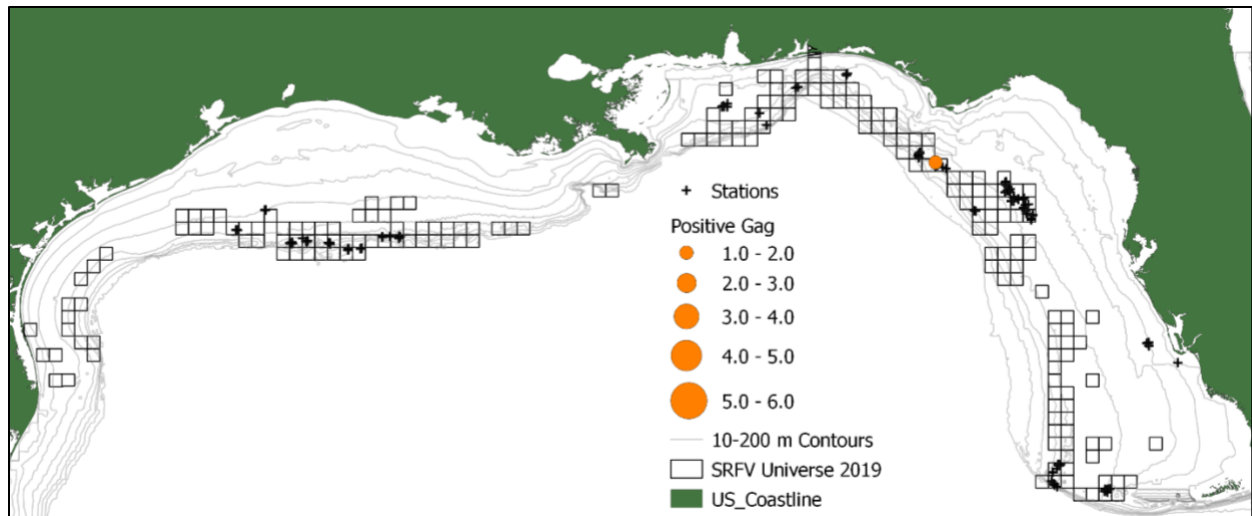 Stations
Positive Gag
1.0 - 2.0
2.0 - 3.0
3.0 - 4.0
4.0 - 5.0
5.0 - 6.0
10-200 m Contours
SRFV Universe 2019
US_Coastline